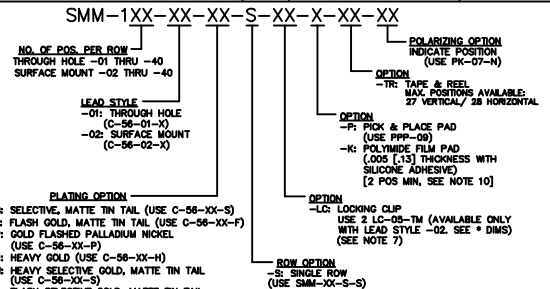 SMM-1XX-XX-XX-S-XX-X-XX-XX
NO. OF POS. PER ROW
THROUGH HOLE -01 THRU -40
SURFACE MOUNT -02 THRU -40
LEAD STYLE
-01: THROUGH HOLE
(C-56-01-X)
-02: SURFACE MOUNT
(C-56-02-X)
PLATING OPTION
: SELECTIVE, MATTE TIN TAIL (USE C-56-XX-S)
: FLASH GOLD, MATTE TIN TAIL (USE C-56-XX-F)
: GOLD FLASHED PALLADIUM NICKEL
(USE C-56-XX-P)
: HEAVY GOLD (USE C-56-XX-H)
: HEAVY SELECTIVE GOLD, MATTE TIN TAIL
(USE C-56-XX-S)
ROW OPTION
-S: SINGLE ROW
(USE SMM-XX-S-S)
OPTION
-LC: LOCKING CLIP
USE 2 LC-05-TM (AVAILABLE ONLY
WITH LEAD STYLE -02. SEE * DIMS)
(SEE NOTE 7)
OPTION
-P: PICK & PLACE PAD
(USE PPP-09)
-K: POLYIMIDE FILM PAD
(.005 [.13] THICKNESS WITH
SILICONE ADHESIVE)
[2 POS MIN, SEE NOTE 10]
OPTION
-TR: TAPE & REEL
MAX. POSITIONS AVAILABLE:
27 VERTICAL/ 28 HORIZONTAL
POLARIZING OPTION
INDICATE POSITION
(USE PK-07-N)